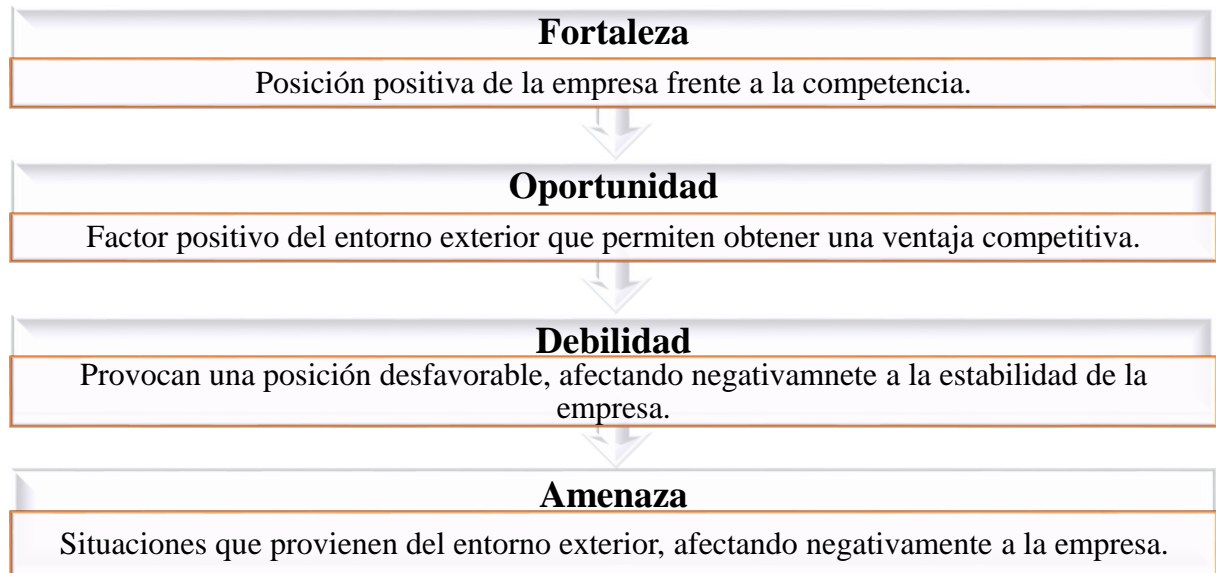 Fortaleza
Posición positiva de la empresa frente a la competencia.
Oportunidad
Factor positivo del entorno exterior que permiten obtener una ventaja competitiva.
Debilidad
Provocan una posición desfavorable, afectando negativamnete a la estabilidad de la
empresa.
Amenaza
Situaciones que provienen del entorno exterior, afectando negativamente a la empresa.